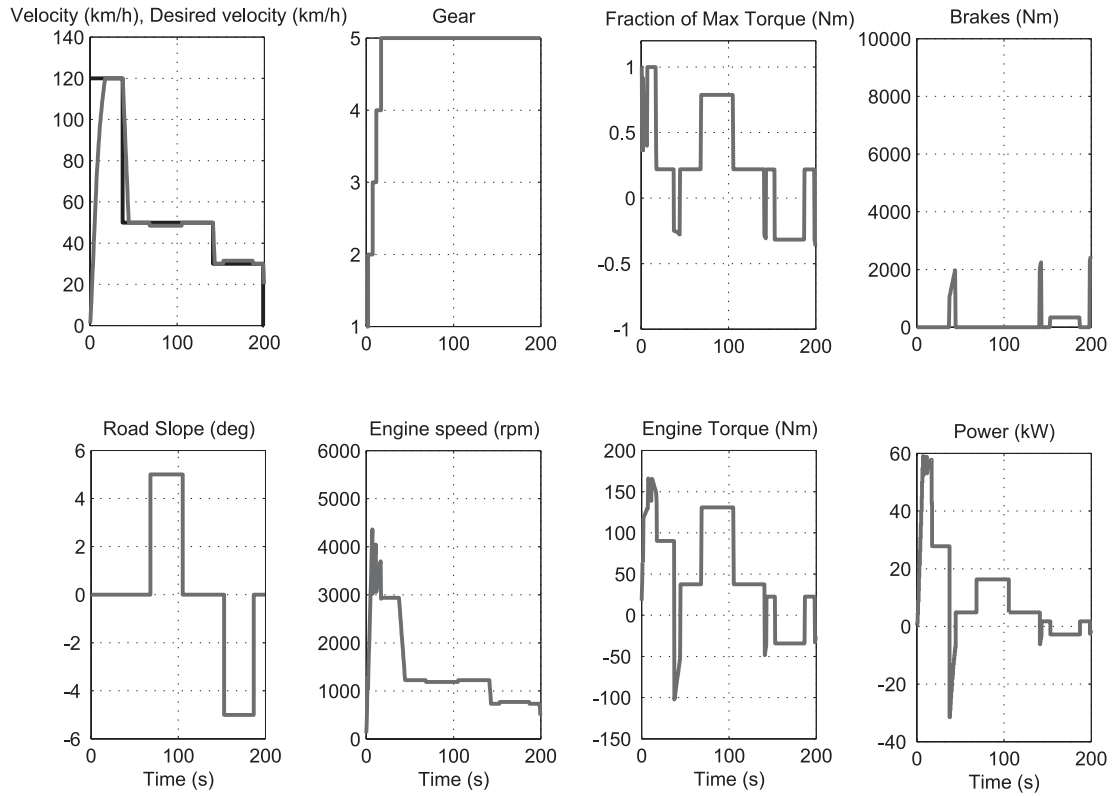 Velocity (km/h), Desired velocity (km/h)
140
120
100
80
60
40
20
0
0 100 200
Gear
5
4
3
2
1
0 100 200
Fraction of Max Torque (Nm)
1
0.5
0
-0.5
-1
0 100 200
Brakes (Nm)
10000
8000
6000
4000
2000
0
0 100 200
Road Slope (deg)
6
4
2
0
-2
-4
-6
0 100 200
Time (s)
Engine speed (rpm)
6000
5000
4000
3000
2000
1000
0
0 100 200
Time (s)
Engine Torque (Nm)
200
150
100
50
0
-50
-100
-150
0 100 200
Time (s)
Power (kW)
60
40
20
0
-20
-40
0 100 200
Time (s)